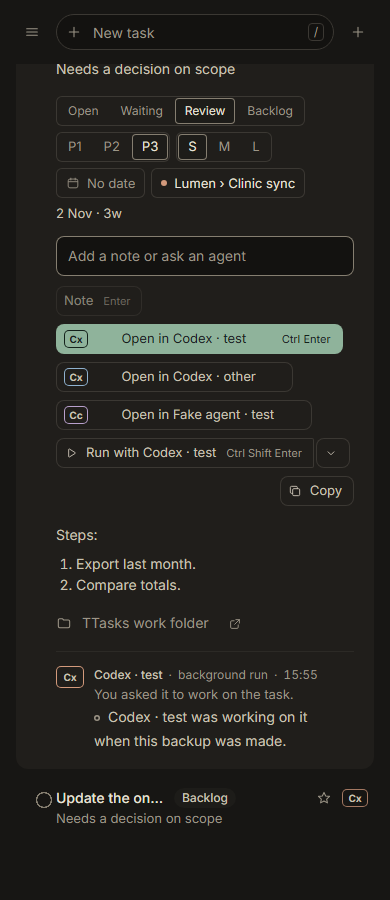 New task /
Needs a decision on scope
Open Waiting Review Backlog
P1 P2 P3 S M L
No date Lumen › Clinic sync
2 Nov · 3w
Add a note or ask an agent
Note Enter
Cx Open in Codex · test Ctrl Enter
Cx Open in Codex · other
Cc Open in Fake agent · test
Run with Codex · test Ctrl Shift Enter
Copy
Steps:
1. Export last month.
2. Compare totals.
TTasks work folder
Cx Codex · test · background run · 15:55
You asked it to work on the task.
Codex · test was working on it
when this backup was made.
Update the on... Backlog Cx
Needs a decision on scope